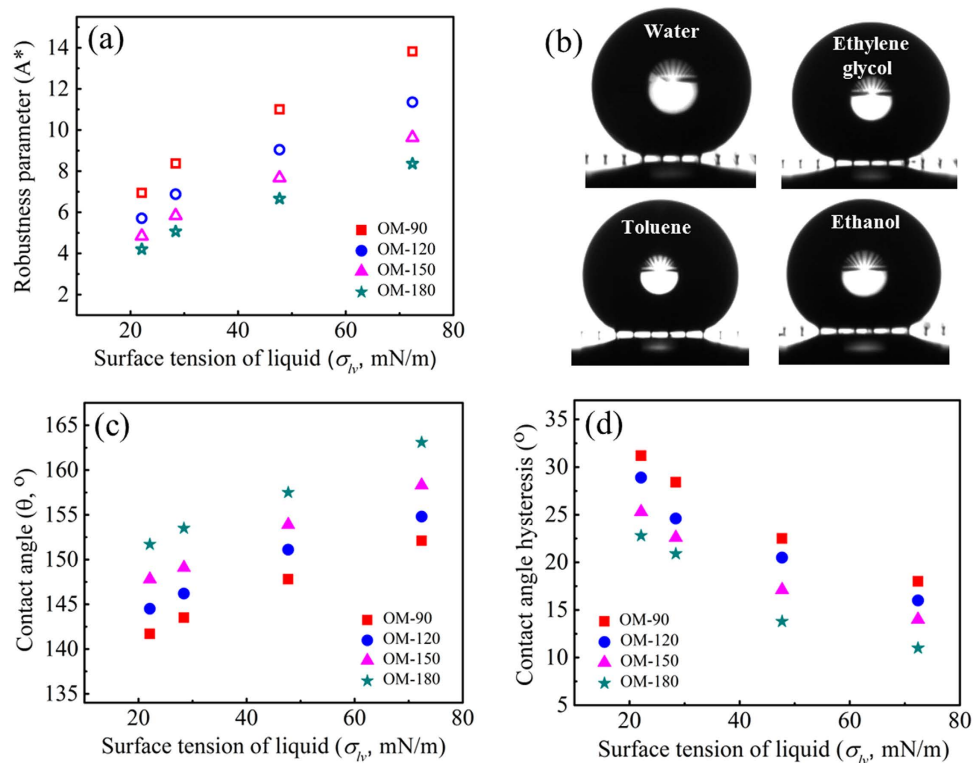 (a)
Robustness parameter (A*)
14
12
10
8
6
4
2
OM-90
OM-120
OM-150
OM-180
20
40
60
80
Surface tension of liquid (σlv, mN/m)
(b)
Water
Ethylene
glycol
Toluene
Ethanol
(c)
Contact angle (θ, °)
165
160
155
150
145
140
135
OM-90
OM-120
OM-150
OM-180
20
40
60
80
Surface tension of liquid (σlv, mN/m)
(d)
Contact angle hysteresis (°)
35
30
25
20
15
10
5
OM-90
OM-120
OM-150
OM-180
20
40
60
80
Surface tension of liquid (σlv, mN/m)